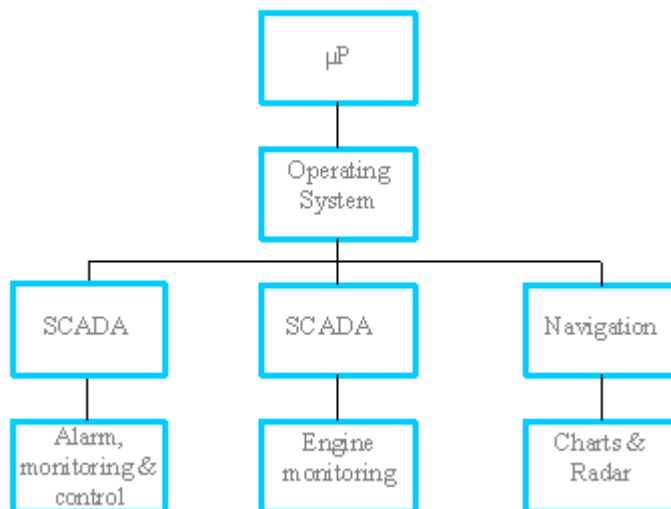 µP
Operating
System
SCADA
SCADA
Navigation
Alarm,
monitoring &
control
Engine
monitoring
Charts &
Radar